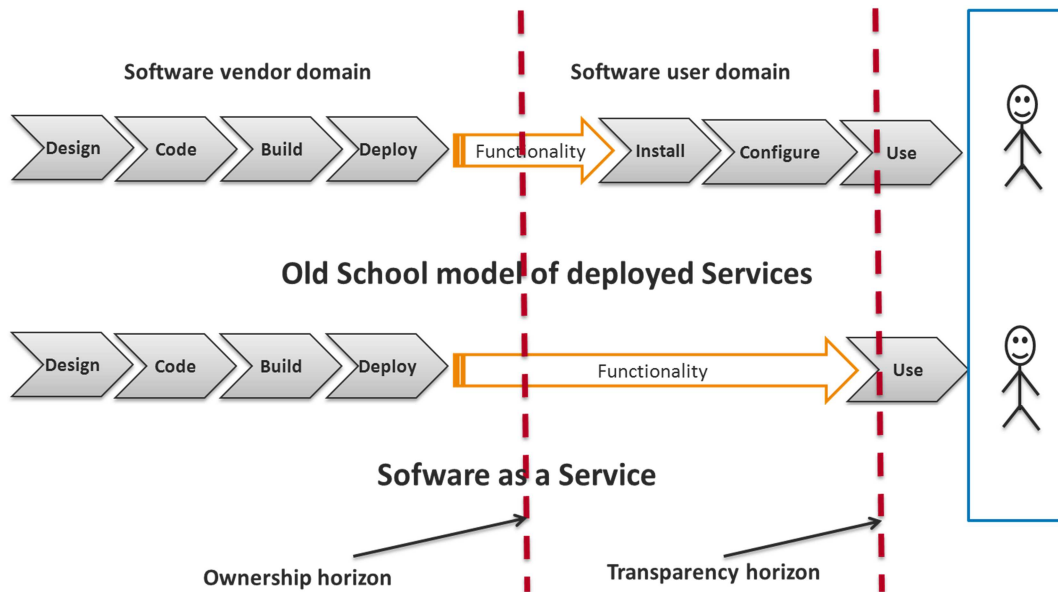 Software vendor domain
Software user domain
Design
Code
Build
Deploy
Functionality
Install
Configure
Use
Old School model of deployed Services
Design
Code
Build
Deploy
Functionality
Use
Sofware as a Service
Ownership horizon
Transparency horizon